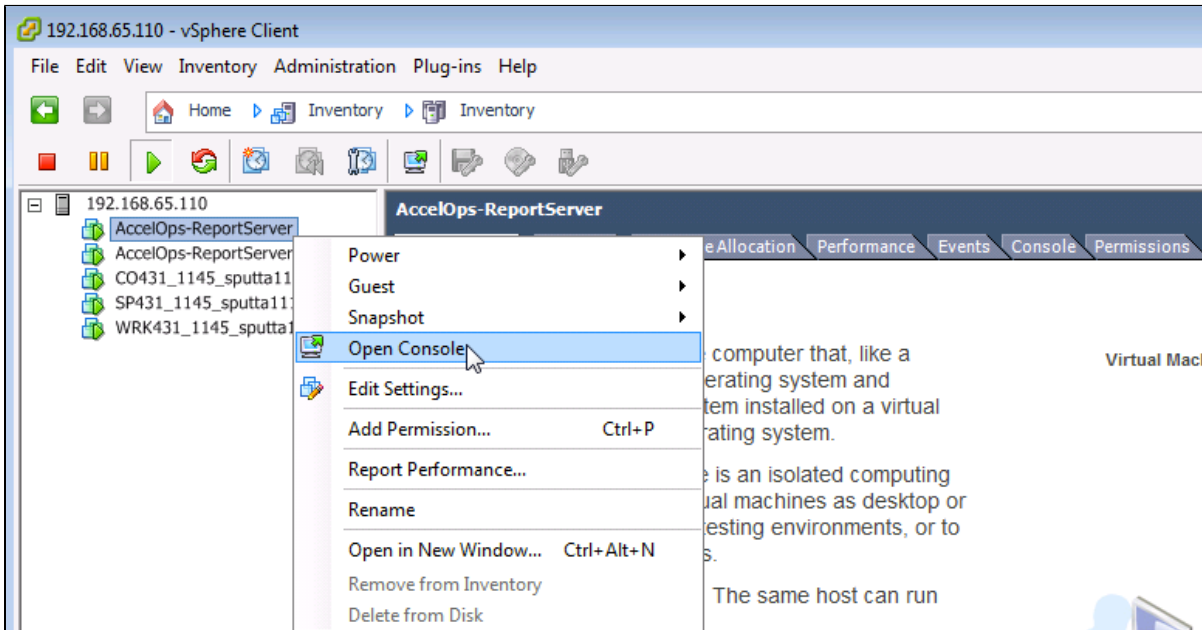 192.168.65.110 - vSphere Client
File Edit View Inventory Administration Plug-ins Help
Home Inventory Inventory
192.168.65.110
AccelOps-ReportServer
AccelOps-ReportServer
CO431_1145_sputta11
SP431_1145_sputta11
WRK431_1145_sputta1
AccelOps-ReportServer
e Allocation Performance Events Console Permissions
Power
Guest
Snapshot
Open Console
Edit Settings...
Add Permission... Ctrl+P
Report Performance...
Rename
Open in New Window... Ctrl+Alt+N
Remove from Inventory
Delete from Disk
computer that, like a
erating system and
tem installed on a virtual
rating system.
is an isolated computing
ual machines as desktop or
testing environments, or to
s.
The same host can run
Virtual Mac